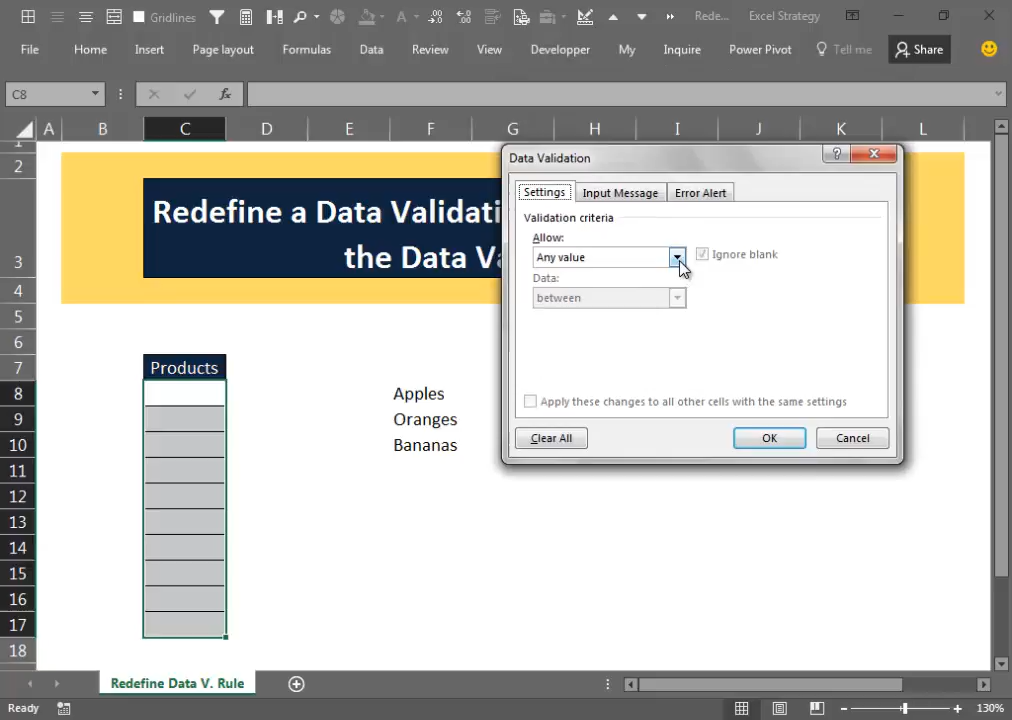 Gridlines
Rede... Excel Strategy
File Home Insert Page layout Formulas Data Review View Developer My Inquire Power Pivot Tell me Share
C8 fx
A B C D E F G H I J K L
1
2
3
4
5
6
7
8
9
10
11
12
13
14
15
16
17
18
Redefine a Data Validati
the Data Va
Products
Apples
Oranges
Bananas
Data Validation
?
Settings Input Message Error Alert
Validation criteria
Allow:
Any value Ignore blank
Data:
between
Apply these changes to all other cells with the same settings
Clear All OK Cancel
Redefine Data V. Rule
Ready 130%